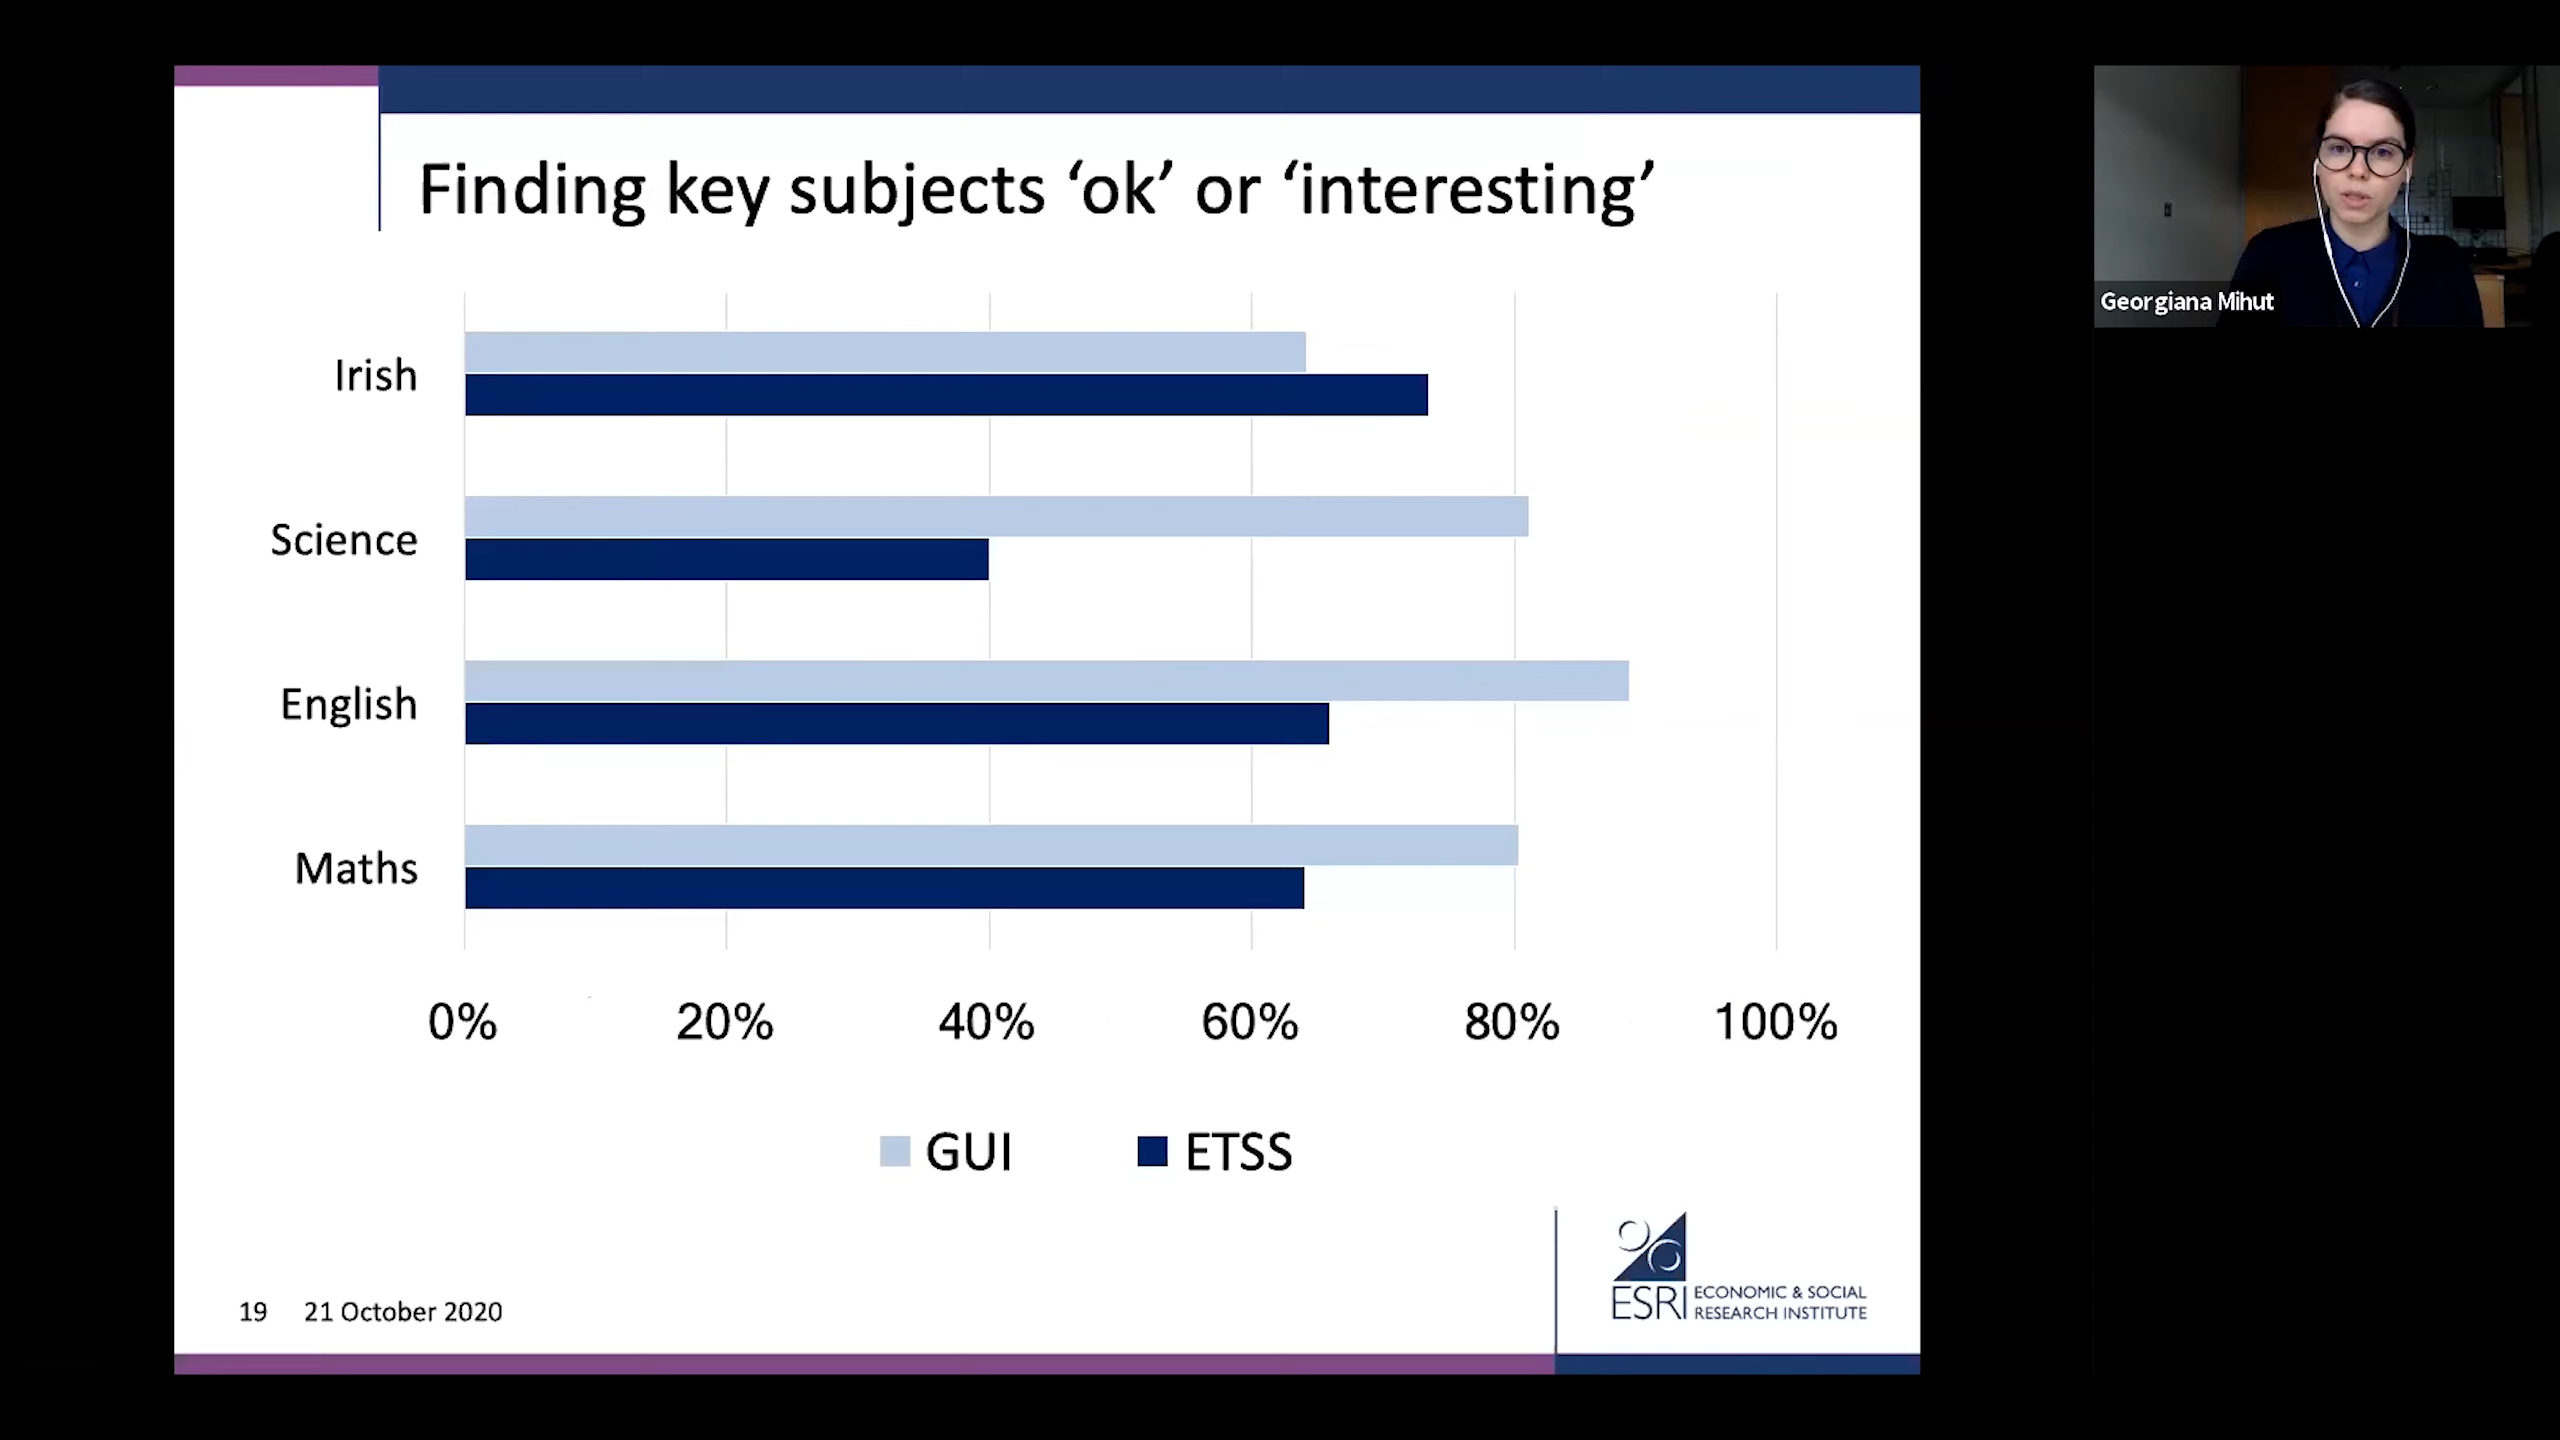 Finding key subjects ‘ok’ or ‘interesting’
Georgiana Mihut
Irish
Science
English
Maths
0% 20% 40% 60% 80% 100%
GUI ETSS
19 21 October 2020
ESRI ECONOMIC & SOCIAL
RESEARCH INSTITUTE